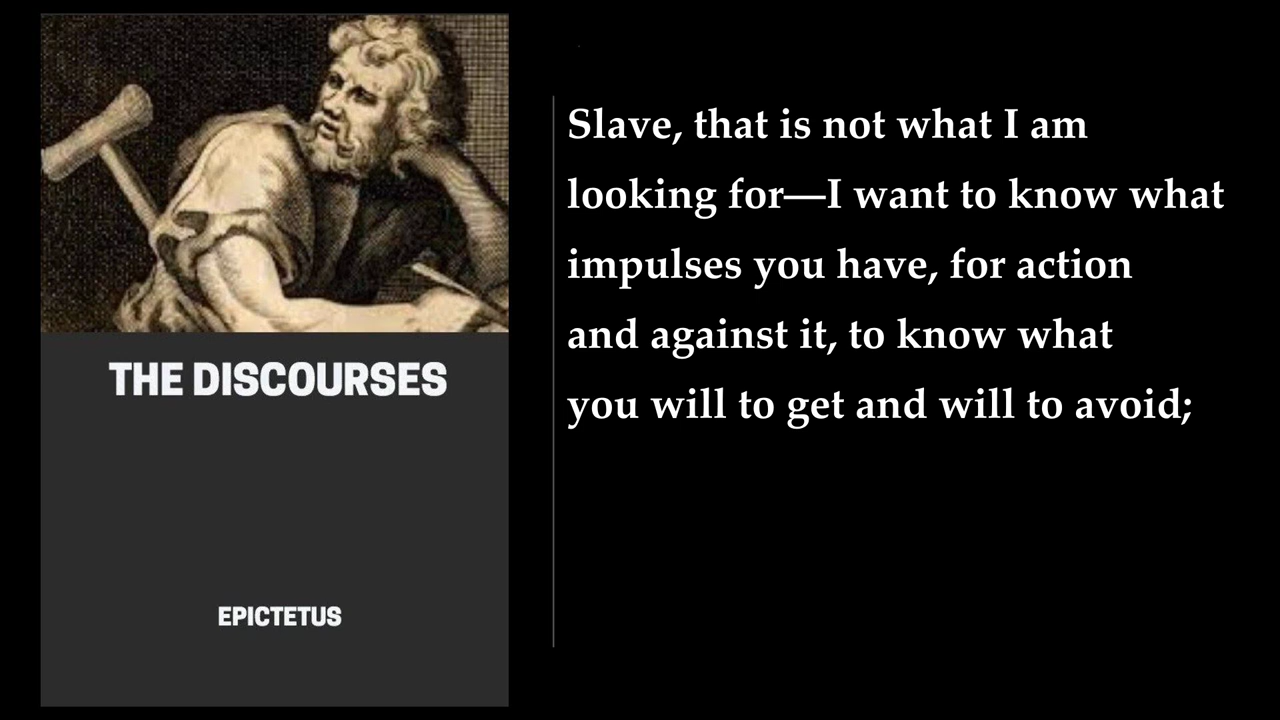 THE DISCOURSES
EPICTETUS
Slave, that is not what I am
looking for—I want to know what
impulses you have, for action
and against it, to know what
you will to get and will to avoid;